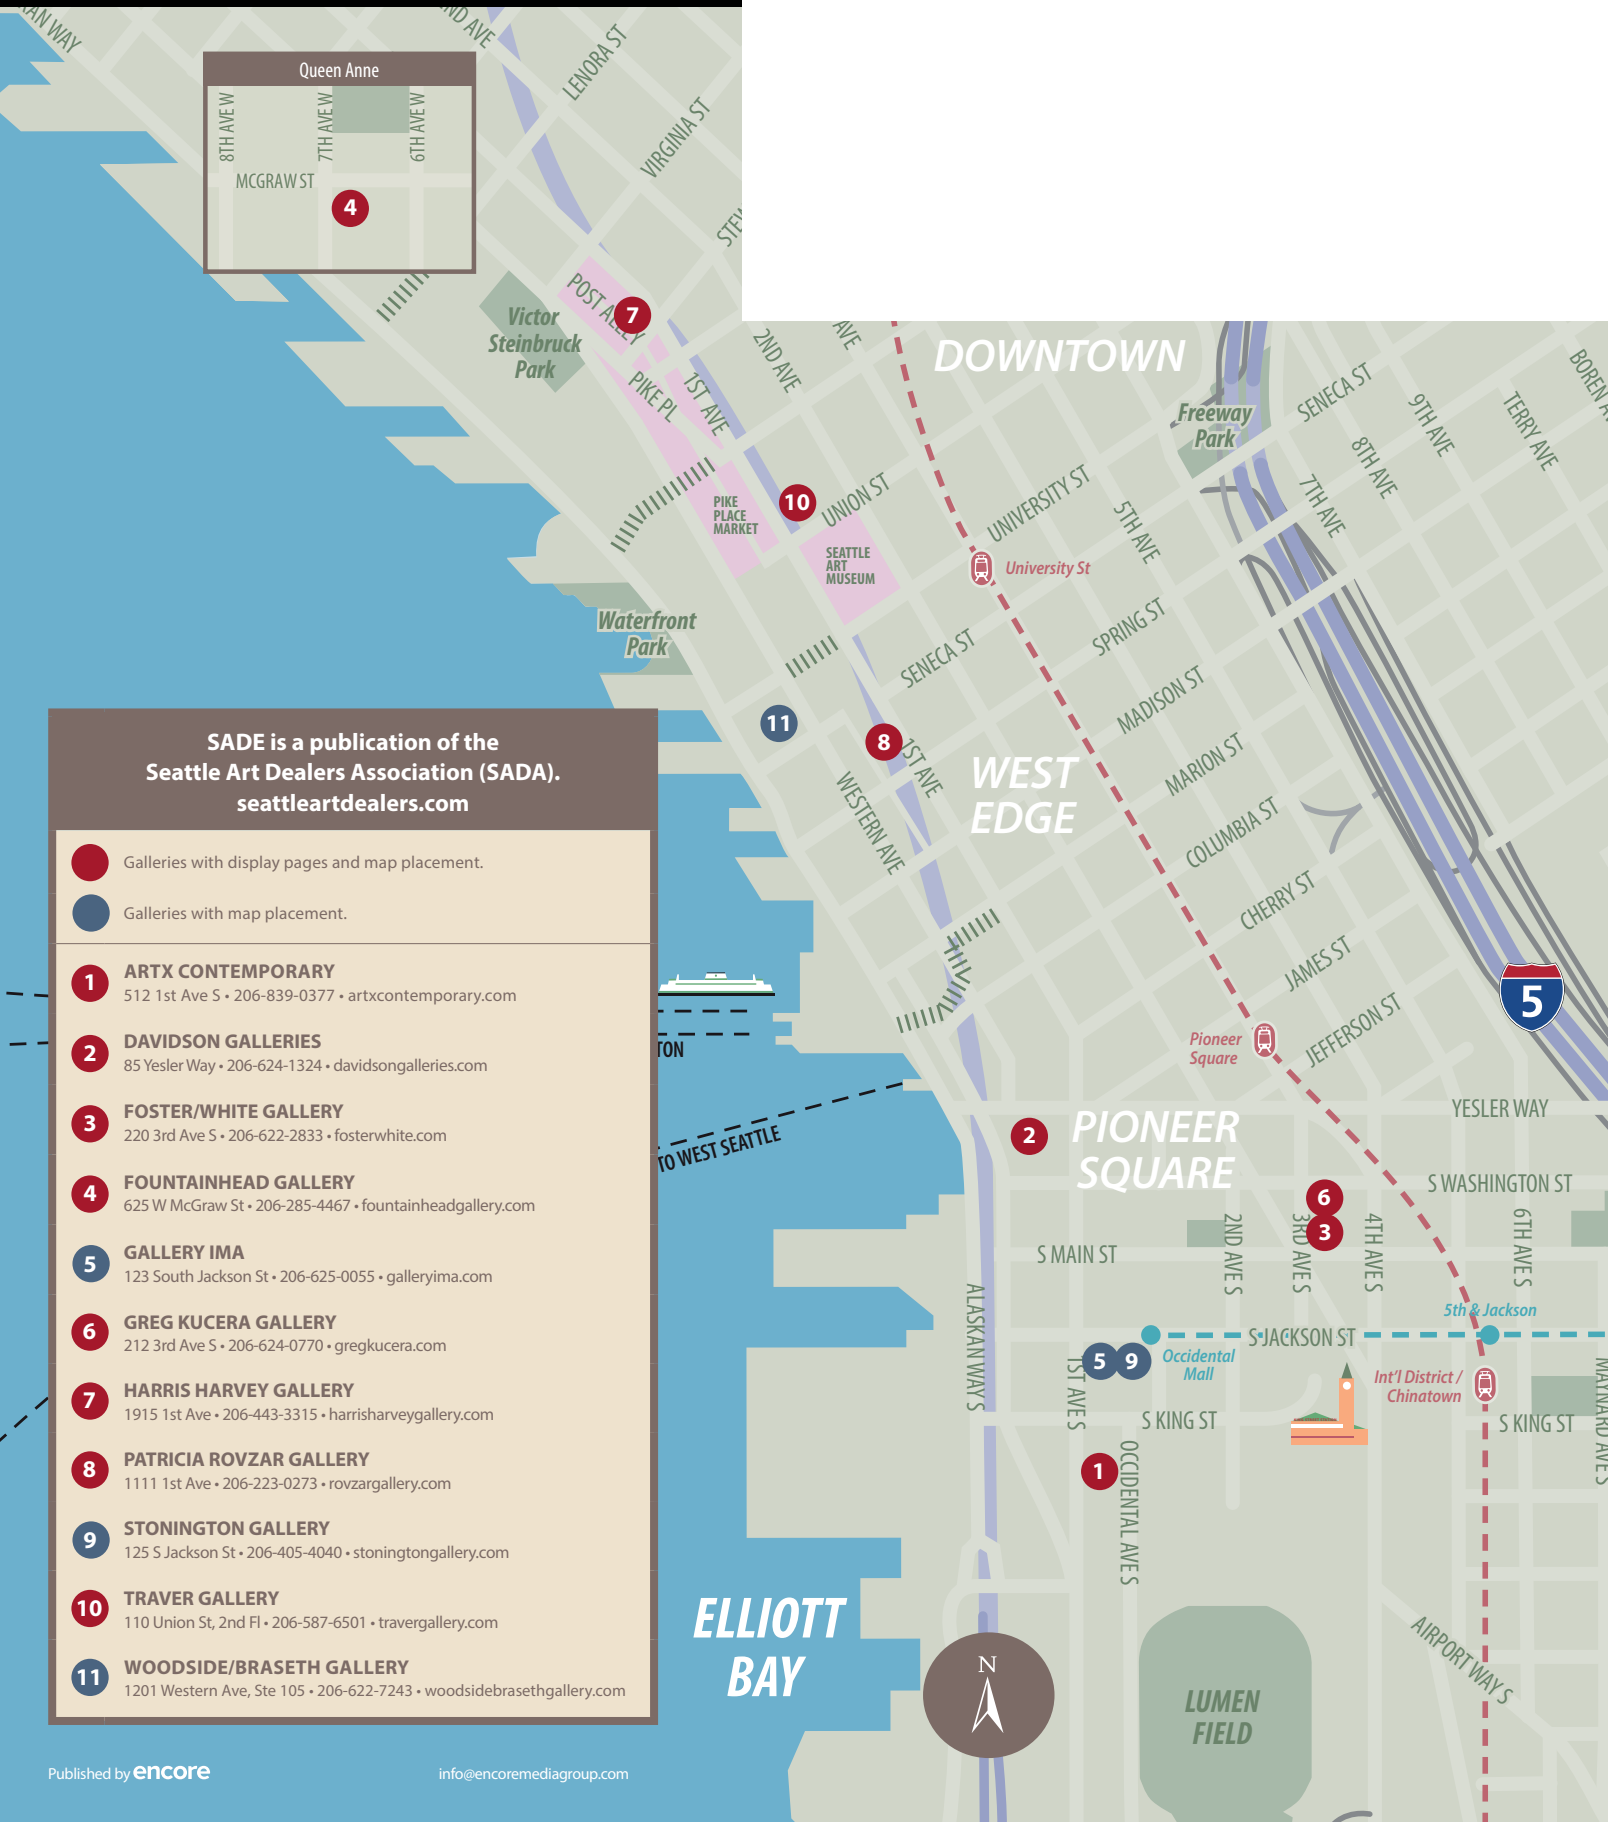 Queen Anne
8TH AVE W
7TH AVE W
6TH AVE W
MCGRAW ST
4
LENORA ST
VIRGINIA ST
POST ALLEY
7
Victor
Steinbruck
Park
PIKE PL
1ST AVE
2ND AVE
AVE
DOWNTOWN
Freeway
Park
SENECA ST
9TH AVE
TERRY AVE
8TH AVE
7TH AVE
PIKE
PLACE
MARKET
10
UNION ST
UNIVERSITY ST
5TH AVE
SEATTLE
ART
MUSEUM
University St
Waterfront
Park
SPRING ST
SENECA ST
MADISON ST
11
8
1ST AVE
WESTERN AVE
WEST
EDGE
MARION ST
COLUMBIA ST
CHERRY ST
JAMES ST
JEFFERSON ST
5
Pioneer
Square
YESLER WAY
2
PIONEER
SQUARE
S WASHINGTON ST
6
3
2ND AVE S
3RD AVE S
4TH AVE S
6TH AVE S
S MAIN ST
ALASKAN WAY S
5th & Jackson
S JACKSON ST
5
9
Occidental
Mall
1ST AVE S
Int'l District /
Chinatown
MAYNARD AVE S
S KING ST
S KING ST
1
OCCIDENTAL AVE S
AIRPORT WAY S
LUMEN
FIELD
N
ELLIOTT
BAY
TO WEST SEATTLE
SADE is a publication of the
Seattle Art Dealers Association (SADA).
seattleartdealers.com
Galleries with display pages and map placement.
Galleries with map placement.
1 ARTX CONTEMPORARY
512 1st Ave S • 206-839-0377 • artxcontemporary.com
2 DAVIDSON GALLERIES
85 Yesler Way • 206-624-1324 • davidsongalleries.com
3 FOSTER/WHITE GALLERY
220 3rd Ave S • 206-622-2833 • fosterwhite.com
4 FOUNTAINHEAD GALLERY
625 W McGraw St • 206-285-4467 • fountainheadgallery.com
5 GALLERY IMA
123 South Jackson St • 206-625-0055 • galleryima.com
6 GREG KUCERA GALLERY
212 3rd Ave S • 206-624-0770 • gregkucera.com
7 HARRIS HARVEY GALLERY
1915 1st Ave • 206-443-3315 • harrisharveygallery.com
8 PATRICIA ROVZAR GALLERY
1111 1st Ave • 206-223-0273 • rovzargallery.com
9 STONINGTON GALLERY
125 S Jackson St • 206-405-4040 • stoningtongallery.com
10 TRAVER GALLERY
110 Union St, 2nd Fl • 206-587-6501 • travergallery.com
11 WOODSIDE/BRASETH GALLERY
1201 Western Ave, Ste 105 • 206-622-7243 • woodsidebrasethgallery.com
Published by encore
info@encoremediagroup.com